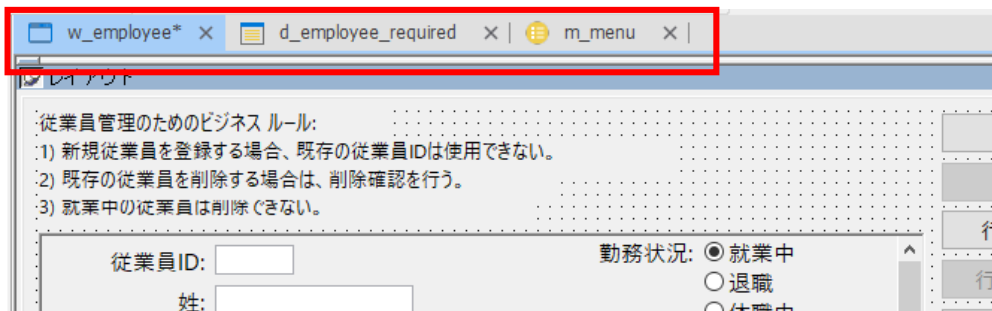 w_employee* × d_employee_required × m_menu ×
レイアウト
従業員管理のためのビジネス ルール:
1) 新規従業員を登録する場合、既存の従業員IDは使用できない。
2) 既存の従業員を削除する場合は、削除確認を行う。
3) 就業中の従業員は削除できない。
行
従業員ID:
勤務状況: 就業中
行
退職
姓:
休職中